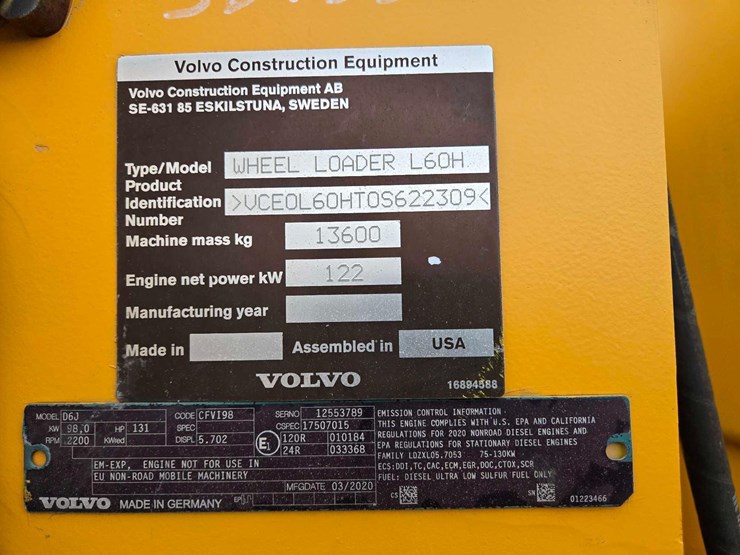 Volvo Construction Equipment
Volvo Construction Equipment AB
SE-631 85 ESKILSTUNA, SWEDEN
Type/Model WHEEL LOADER L60H
Product
Identification >VCE0L60HT0S622309<
Number
Machine mass kg 13600
Engine net power kW 122
Manufacturing year
Made in Assembled in USA
VOLVO 16894588
MODEL D6J CODE CFVI98 SERNO 12553789
KW 98,0 HP 131 SPEC CSPEC 17507015
RPM 2200 KWred DISPL 5.702 E1 120R 010184
24R 033368
EM-EXP, ENGINE NOT FOR USE IN
EU NON-ROAD MOBILE MACHINERY
MFGDATE 03/2020
VOLVO MADE IN GERMANY
EMISSION CONTROL INFORMATION
THIS ENGINE COMPLIES WITH U.S. EPA AND CALIFORNIA
REGULATIONS FOR 2020 NONROAD DIESEL ENGINES AND
EPA REGULATIONS FOR STATIONARY DIESEL ENGINES
FAMILY LDZXL05.7053 75-130KW
ECS:DDI,TC,CAC,ECM,EGR,DOC,CTOX,SCR
FUEL: DIESEL ULTRA LOW SULFUR FUEL ONLY
CS SN 01223466